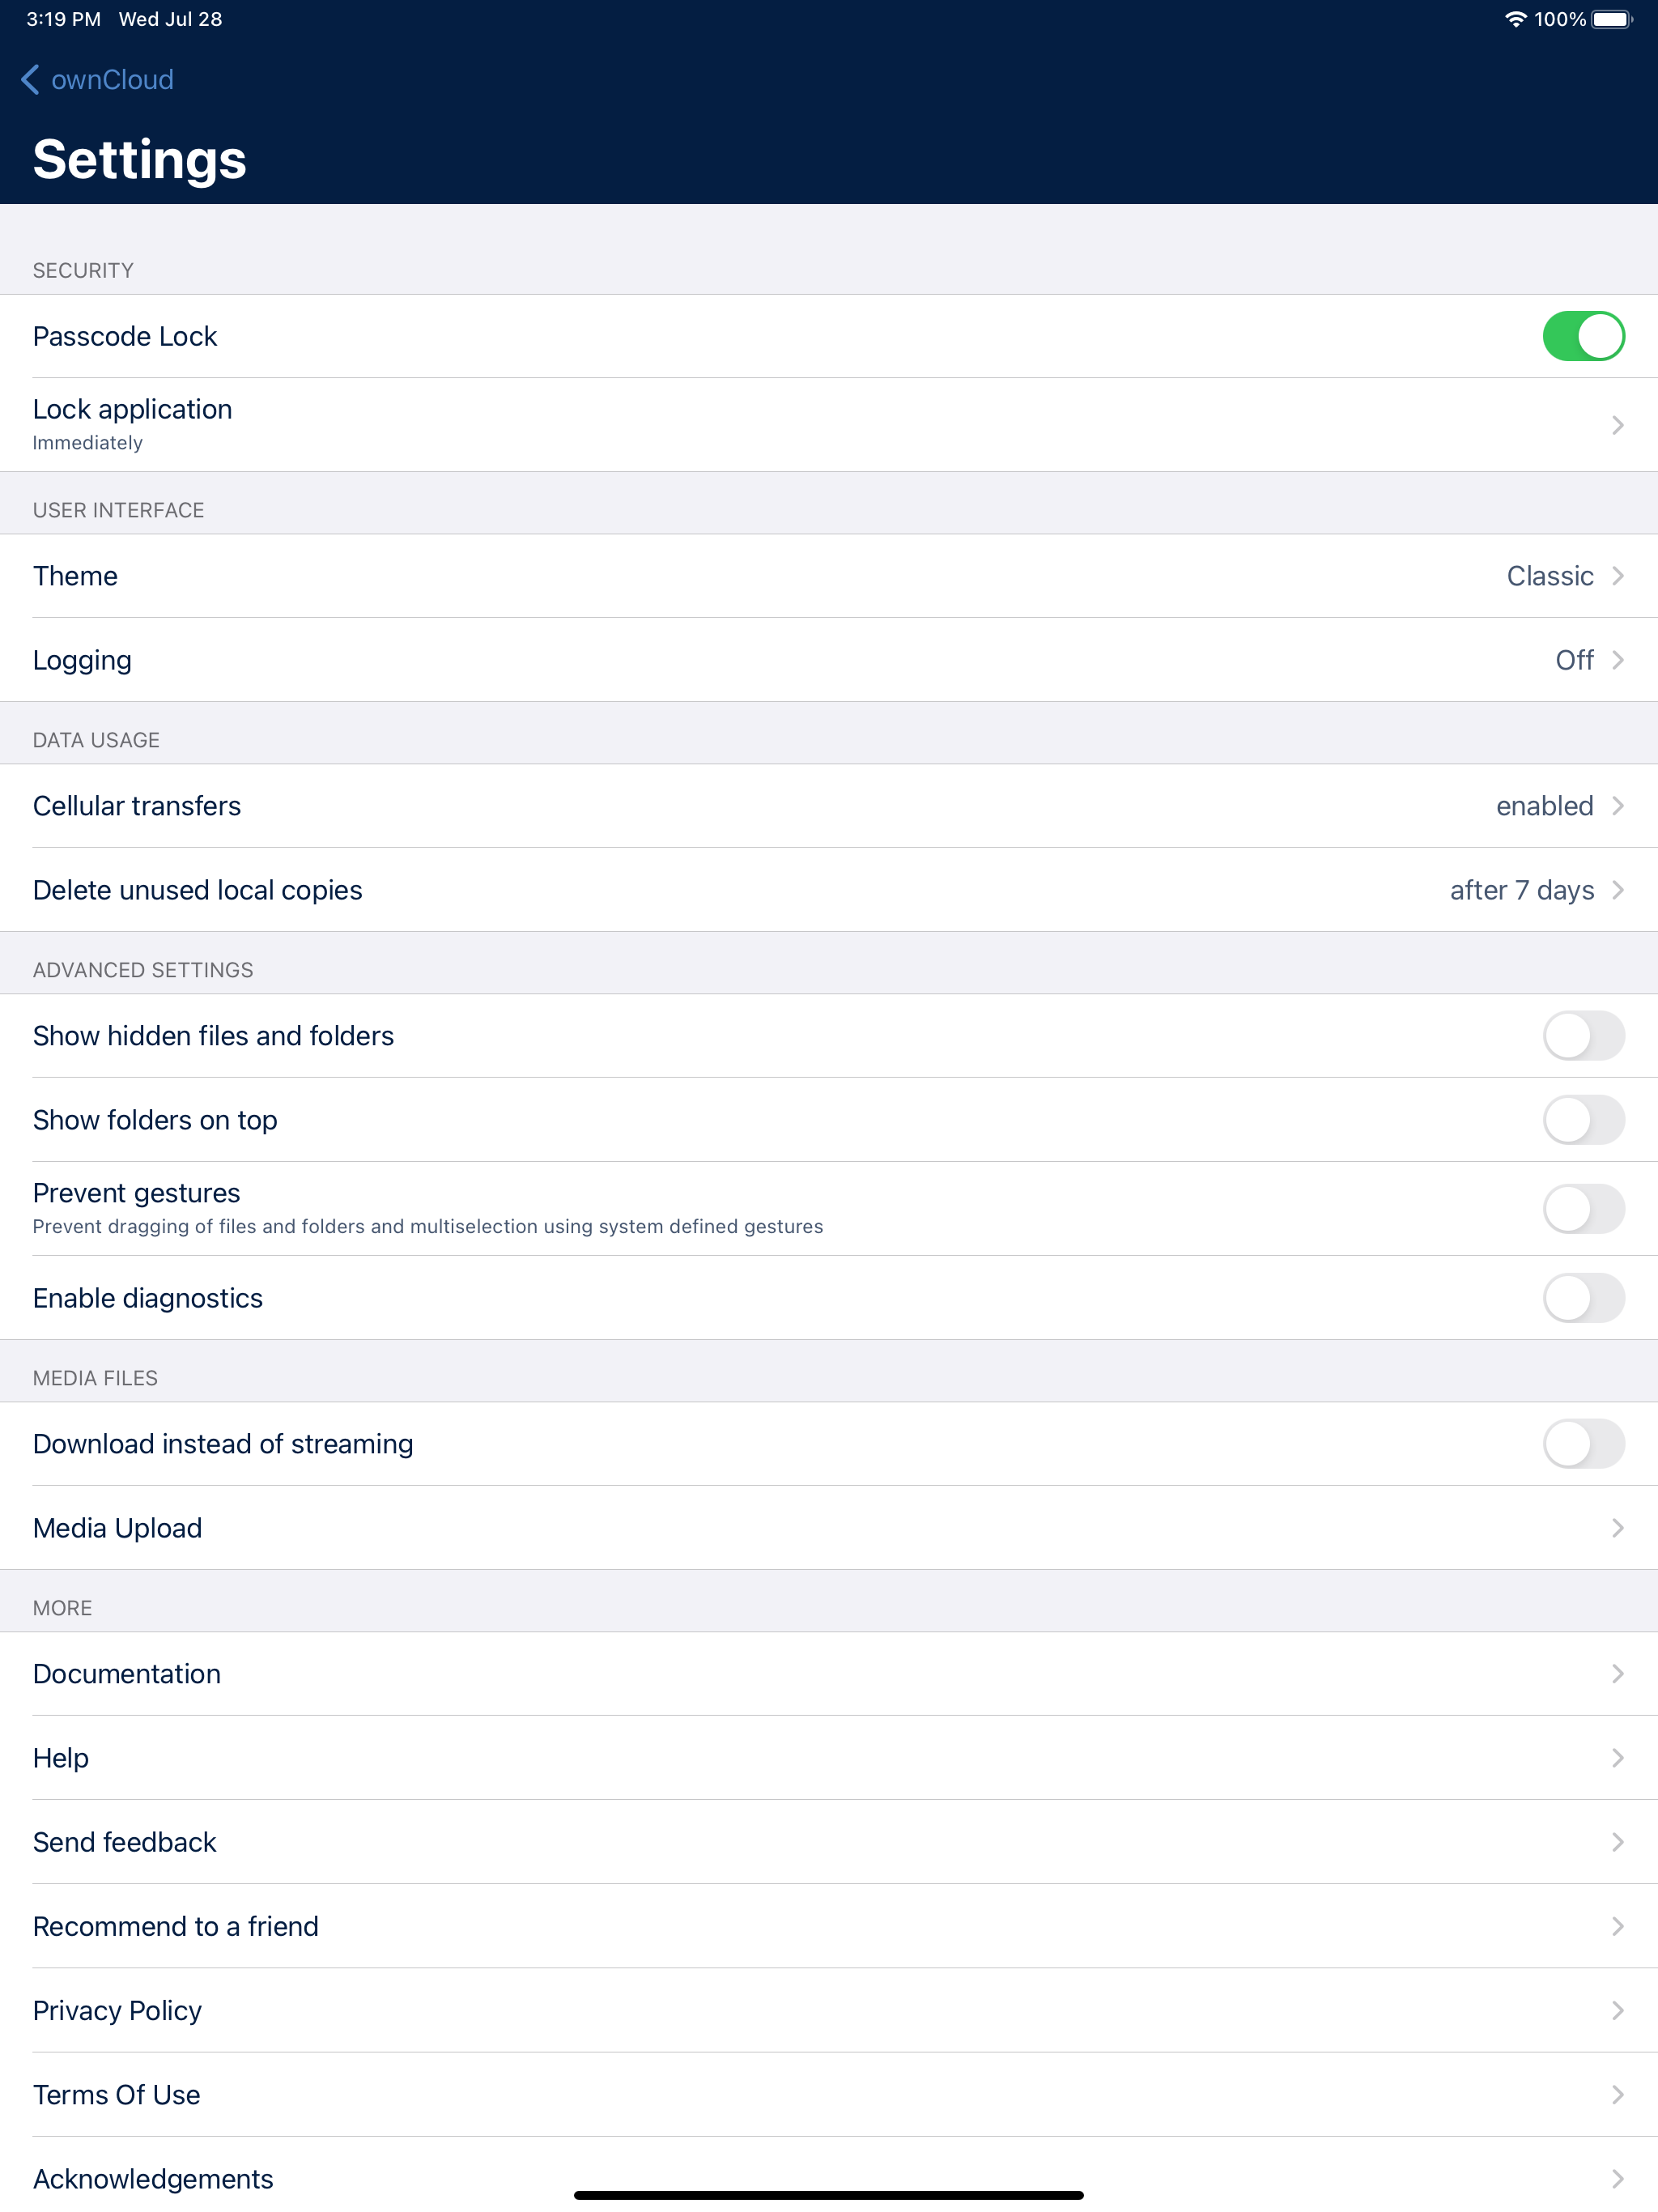 3:19 PM Wed Jul 28 100%
ownCloud
Settings
SECURITY
Passcode Lock
Lock application
Immediately
USER INTERFACE
Theme Classic
Logging Off
DATA USAGE
Cellular transfers enabled
Delete unused local copies after 7 days
ADVANCED SETTINGS
Show hidden files and folders
Show folders on top
Prevent gestures
Prevent dragging of files and folders and multiselection using system defined gestures
Enable diagnostics
MEDIA FILES
Download instead of streaming
Media Upload
MORE
Documentation
Help
Send feedback
Recommend to a friend
Privacy Policy
Terms Of Use
Acknowledgements